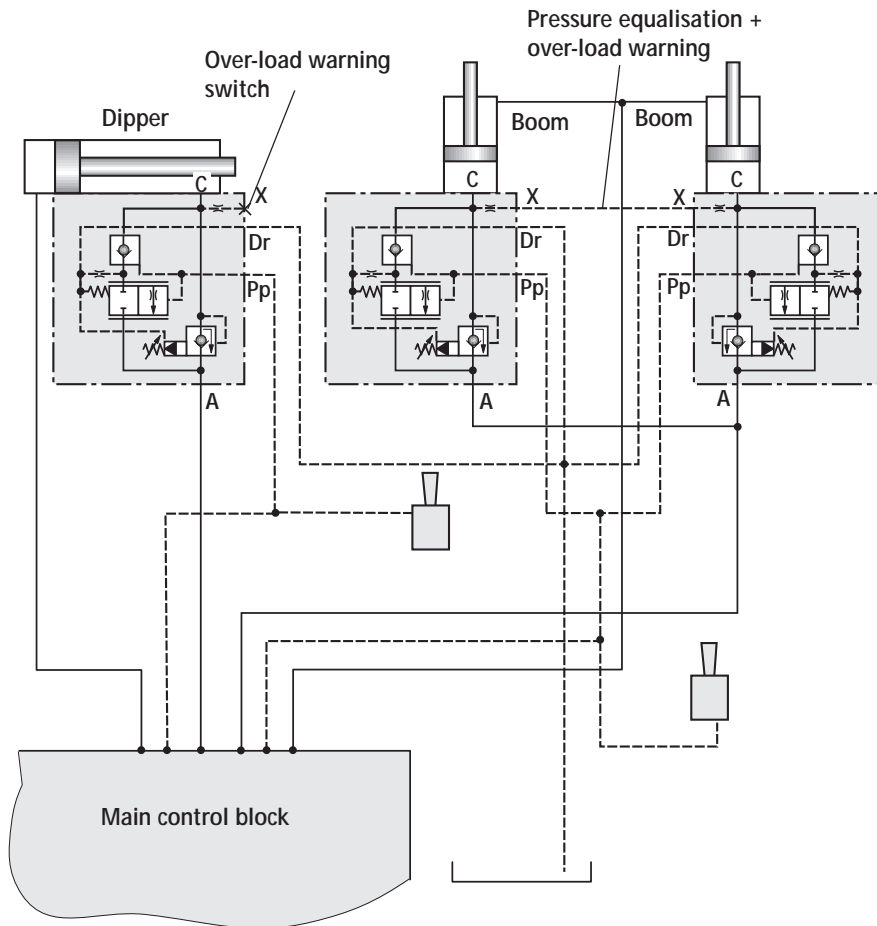 Pressure equalisation +
over-load warning
Over-load warning
switch
Dipper
Boom
Boom
C
X
Dr
Pp
A
C
X
Dr
Pp
A
C
X
Dr
Pp
A
Main control block